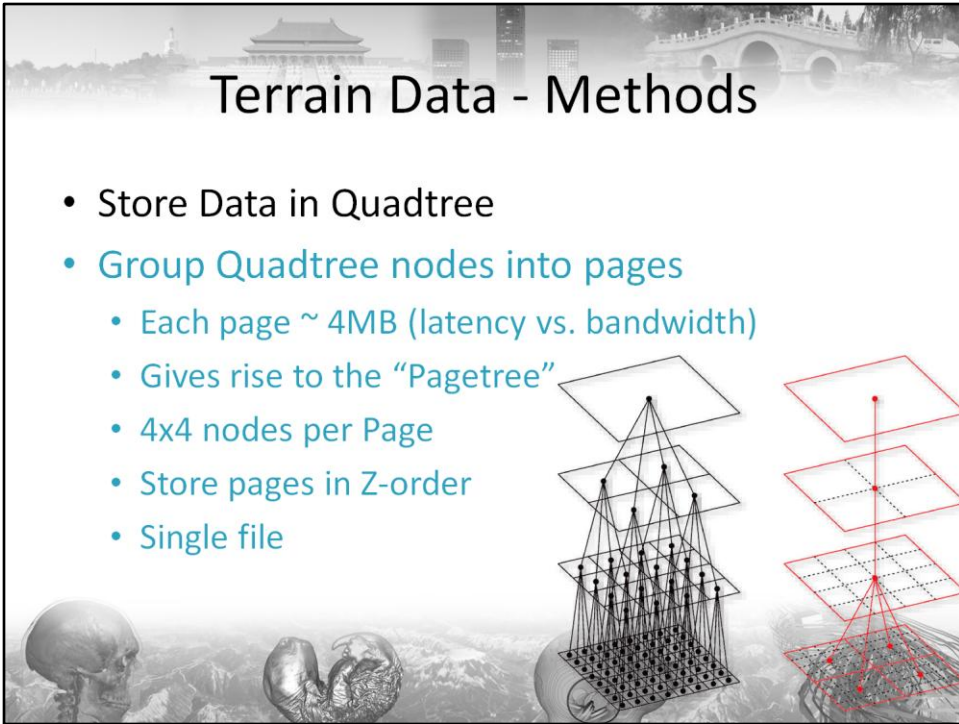 Terrain Data - Methods
• Store Data in Quadtree
• Group Quadtree nodes into pages
• Each page ~ 4MB (latency vs. bandwidth)
• Gives rise to the “Pagetree”
• 4x4 nodes per Page
• Store pages in Z-order
• Single file